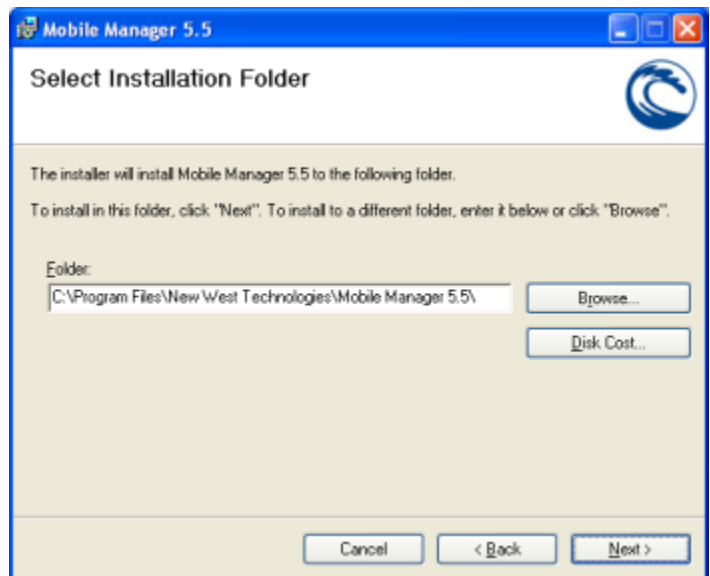 Mobile Manager 5.5
Select Installation Folder
The installer will install Mobile Manager 5.5 to the following folder.
To install in this folder, click "Next". To install to a different folder, enter it below or click "Browse".
Folder:
C:\Program Files\New West Technologies\Mobile Manager 5.5\
Browse...
Disk Cost...
Cancel
< Back
Next >